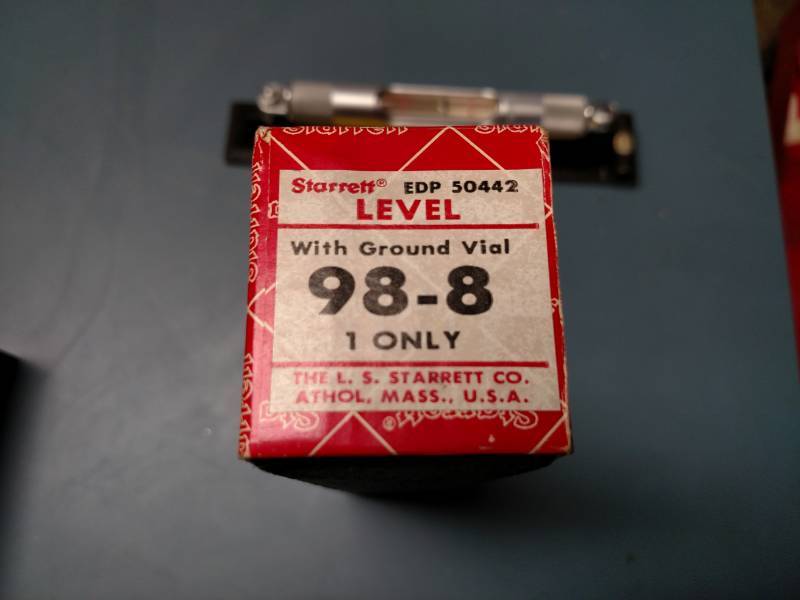 Starrett® EDP 50442
LEVEL
With Ground Vial
98-8
1 ONLY
THE L. S. STARRETT CO.
ATHOL, MASS., U.S.A.